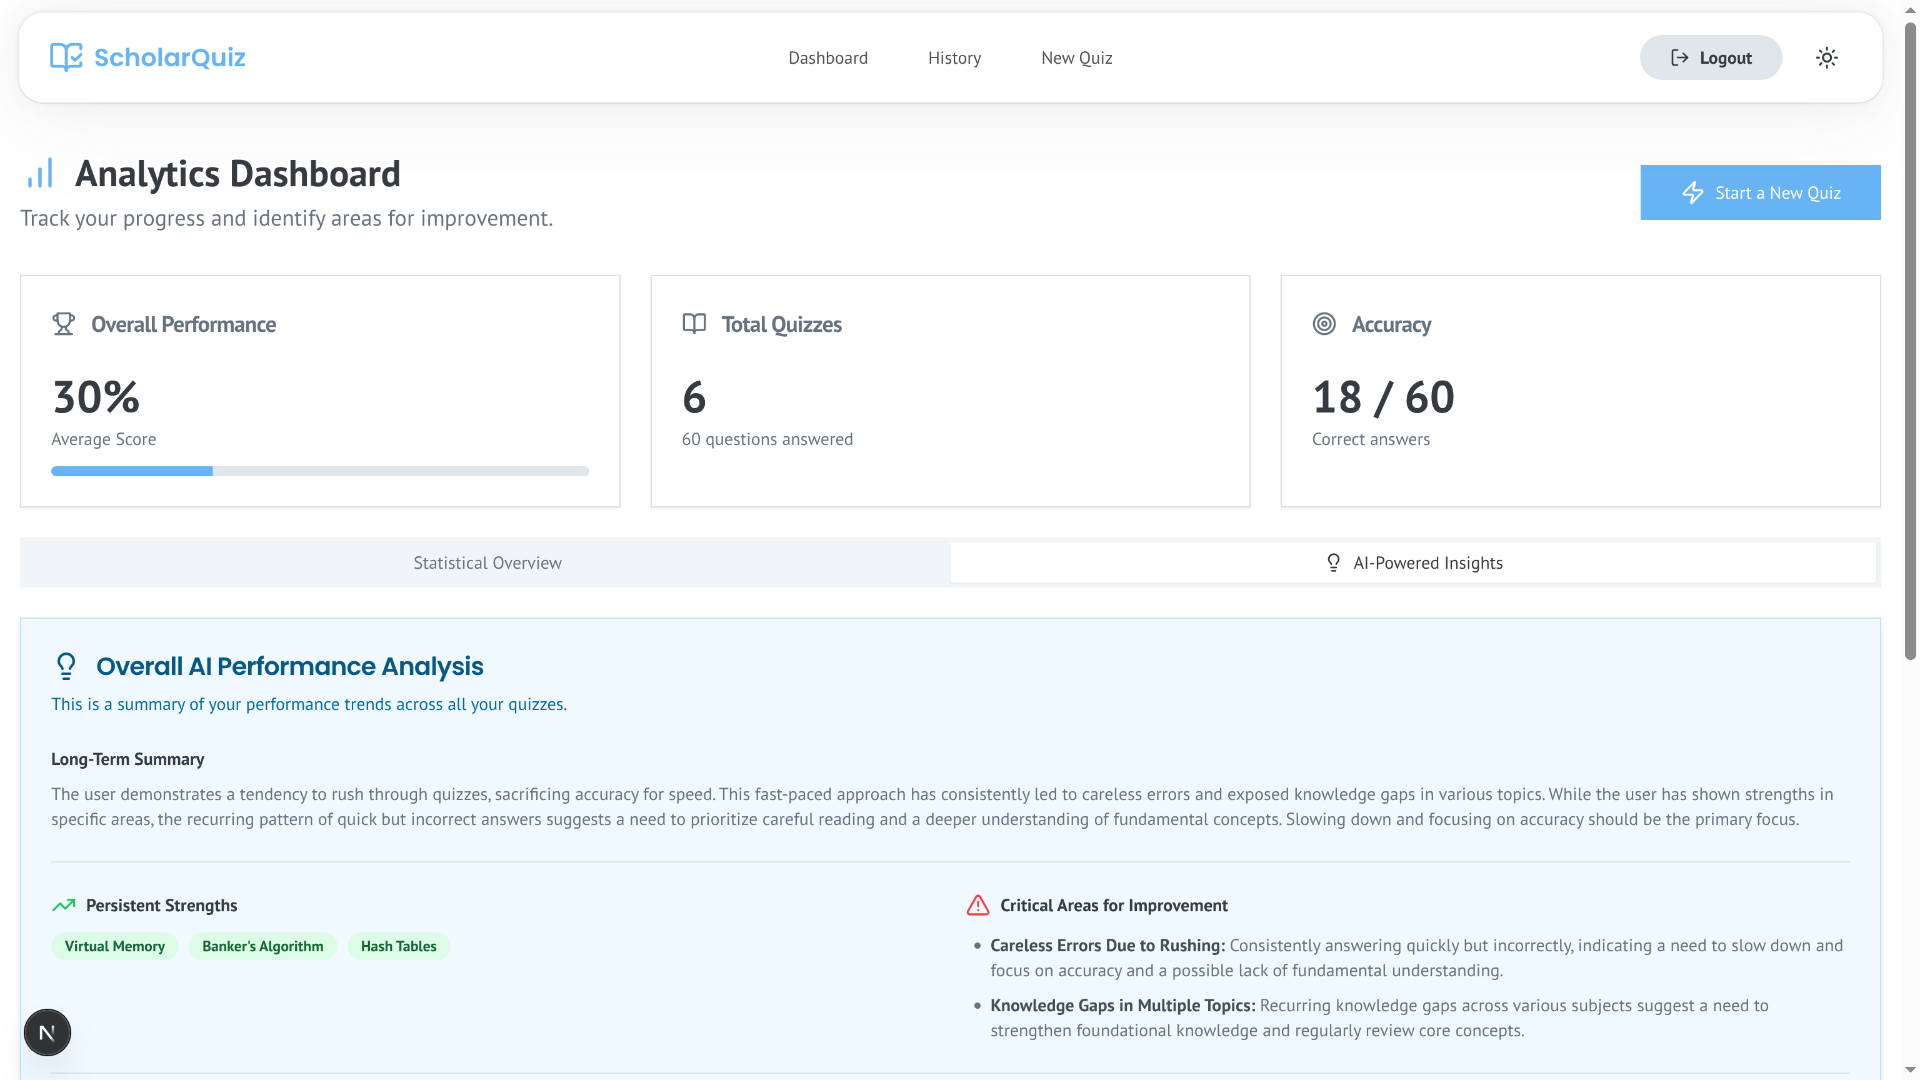 ScholarQuiz
Dashboard
History
New Quiz
Logout
Analytics Dashboard
Track your progress and identify areas for improvement.
Start a New Quiz
Overall Performance
30%
Average Score
Total Quizzes
6
60 questions answered
Accuracy
18 / 60
Correct answers
Statistical Overview
AI-Powered Insights
Overall AI Performance Analysis
This is a summary of your performance trends across all your quizzes.
Long-Term Summary
The user demonstrates a tendency to rush through quizzes, sacrificing accuracy for speed. This fast-paced approach has consistently led to careless errors and exposed knowledge gaps in various topics. While the user has shown strengths in
specific areas, the recurring pattern of quick but incorrect answers suggests a need to prioritize careful reading and a deeper understanding of fundamental concepts. Slowing down and focusing on accuracy should be the primary focus.
Persistent Strengths
Virtual Memory
Banker's Algorithm
Hash Tables
Critical Areas for Improvement
• Careless Errors Due to Rushing: Consistently answering quickly but incorrectly, indicating a need to slow down and
focus on accuracy and a possible lack of fundamental understanding.
• Knowledge Gaps in Multiple Topics: Recurring knowledge gaps across various subjects suggest a need to
strengthen foundational knowledge and regularly review core concepts.
N